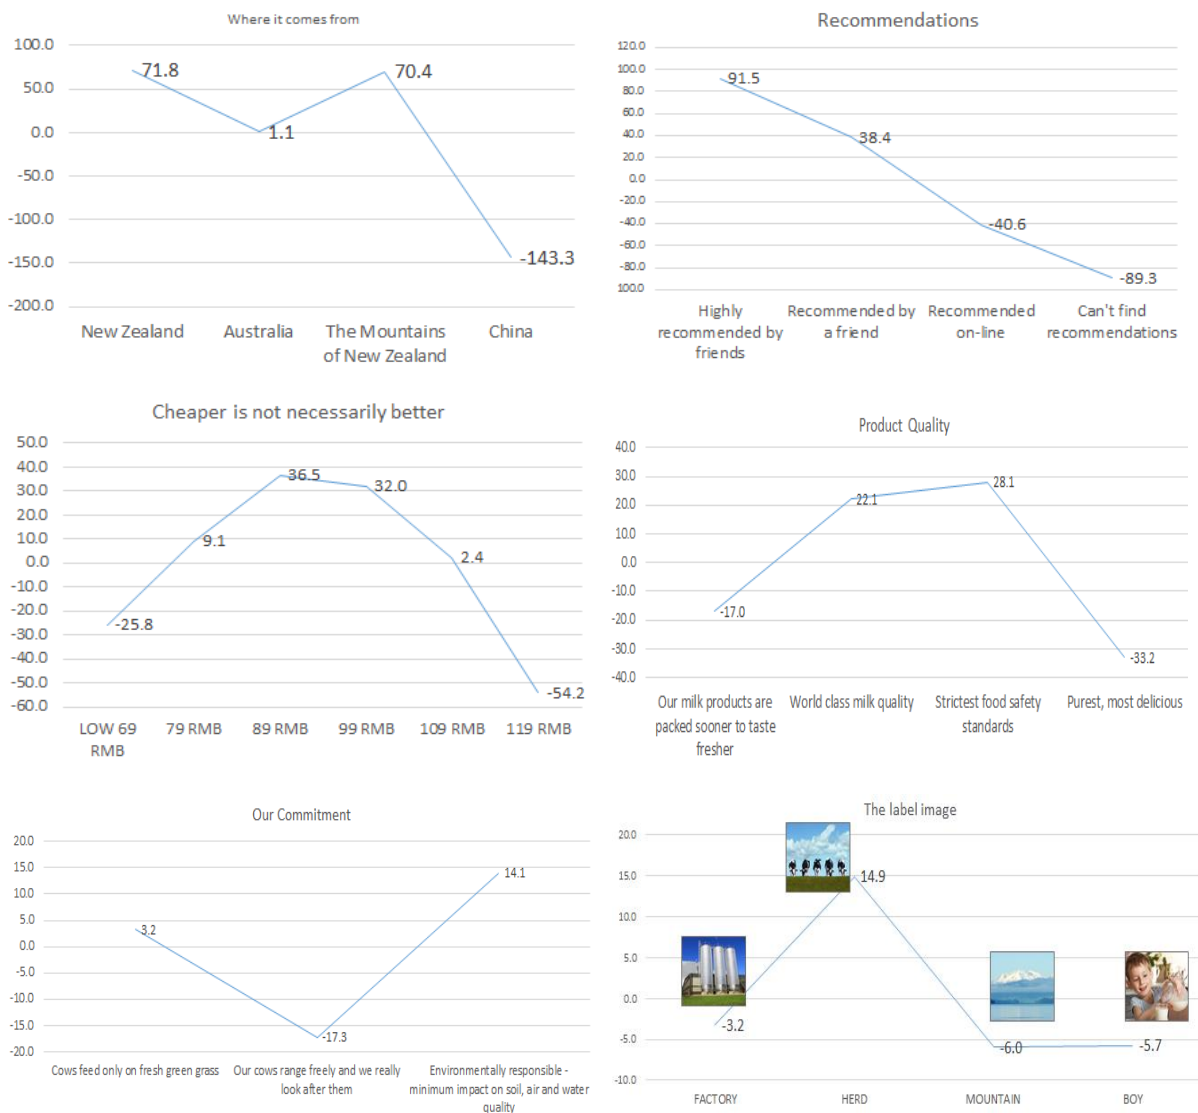 Where it comes from
100.0
50.0
0.0
-50.0
-100.0
-150.0
-200.0
71.8
1.1
70.4
-143.3
New Zealand
Australia
The Mountains
of New Zealand
China
Recommendations
120.0
100.0
80.0
60.0
40.0
20.0
0.0
-20.0
-40.0
-60.0
-80.0
100.0
91.5
38.4
-40.6
-89.3
Highly
recommended by
friends
Recommended by
a friend
Recommended
on-line
Can't find
recommendations
Cheaper is not necessarily better
50.0
40.0
30.0
20.0
10.0
0.0
-10.0
-20.0
-30.0
-40.0
-50.0
-60.0
-25.8
9.1
36.5
32.0
2.4
-54.2
LOW 69
RMB
79 RMB
89 RMB
99 RMB
109 RMB
119 RMB
Product Quality
40.0
30.0
20.0
10.0
0.0
-10.0
-20.0
-30.0
-40.0
-17.0
22.1
28.1
-33.2
Our milk products are
packed sooner to taste
fresher
World class milk quality
Strictest food safety
standards
Purest, most delicious
Our Commitment
20.0
15.0
10.0
5.0
0.0
-5.0
-10.0
-15.0
-20.0
3.2
-17.3
14.1
Cows feed only on fresh green grass
Our cows range freely and we really
look after them
Environmentally responsible -
minimum impact on soil, air and water
quality
The label image
20.0
15.0
10.0
5.0
0.0
-5.0
-10.0
-3.2
14.9
-6.0
-5.7
FACTORY
HERD
MOUNTAIN
BOY